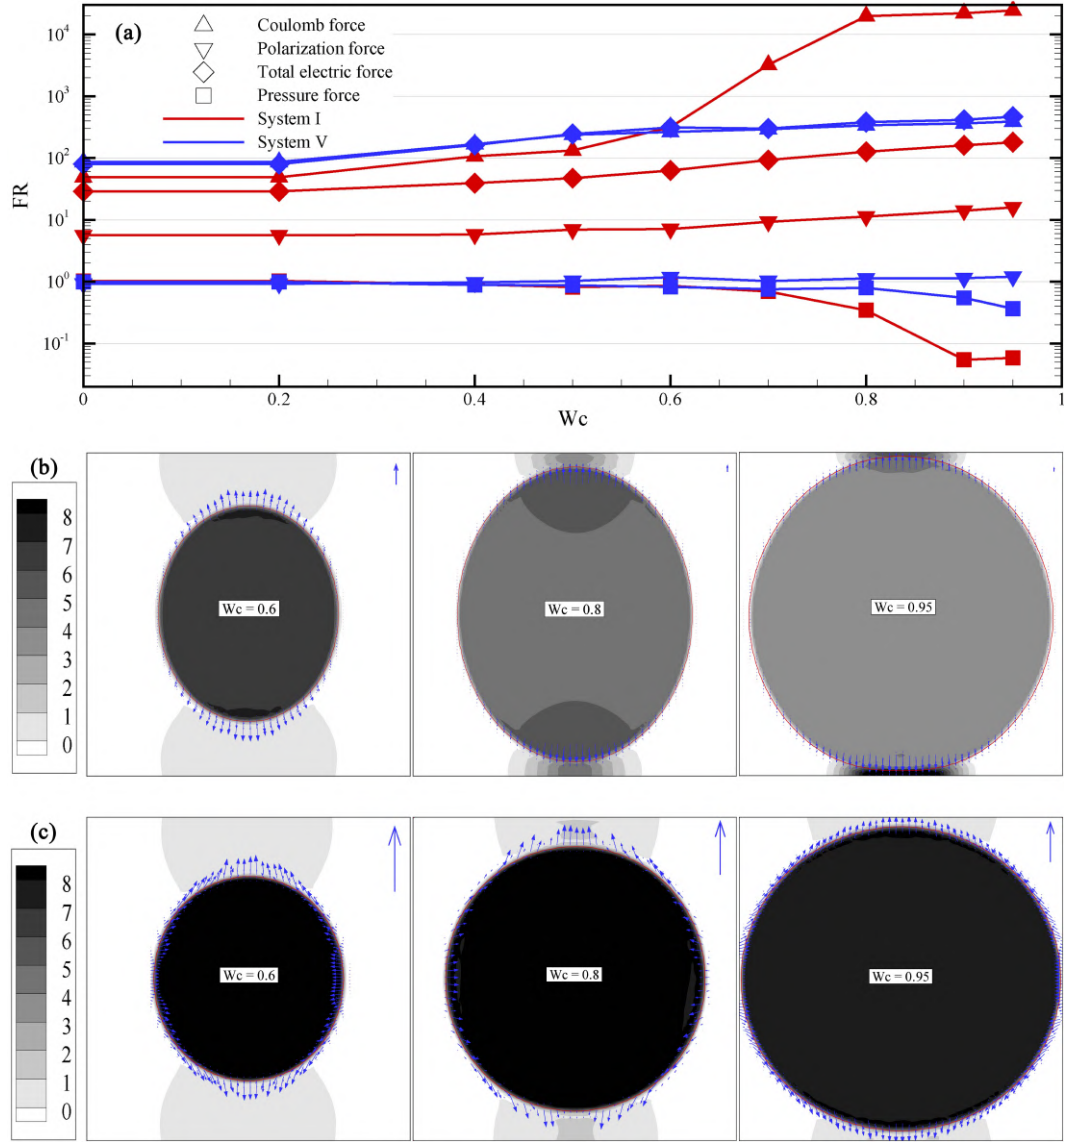 (a)
Coulomb force
Polarization force
Total electric force
Pressure force
System I
System V
FR
10^4
10^3
10^2
10^1
10^0
10^-1
0 0.2 0.4 0.6 0.8 1
Wc
(b)
8
7
6
5
4
3
2
1
0
Wc = 0.6
Wc = 0.8
Wc = 0.95
(c)
8
7
6
5
4
3
2
1
0
Wc = 0.6
Wc = 0.8
Wc = 0.95